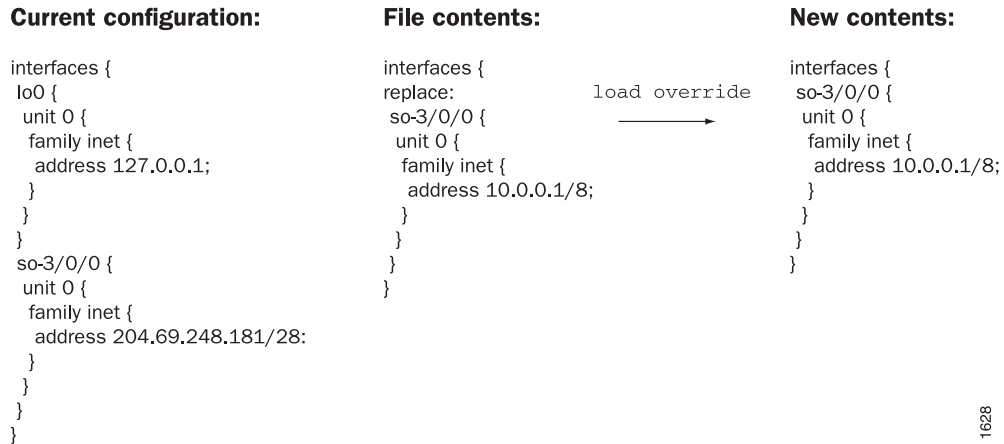 Current configuration:
interfaces {
lo0 {
unit 0 {
family inet {
address 127.0.0.1;
}
}
}
so-3/0/0 {
unit 0 {
family inet {
address 204.69.248.181/28:
}
}
}
}
File contents:
interfaces {
replace:
so-3/0/0 {
unit 0 {
family inet {
address 10.0.0.1/8;
}
}
}
}
load override
New contents:
interfaces {
so-3/0/0 {
unit 0 {
family inet {
address 10.0.0.1/8;
}
}
}
}
1628